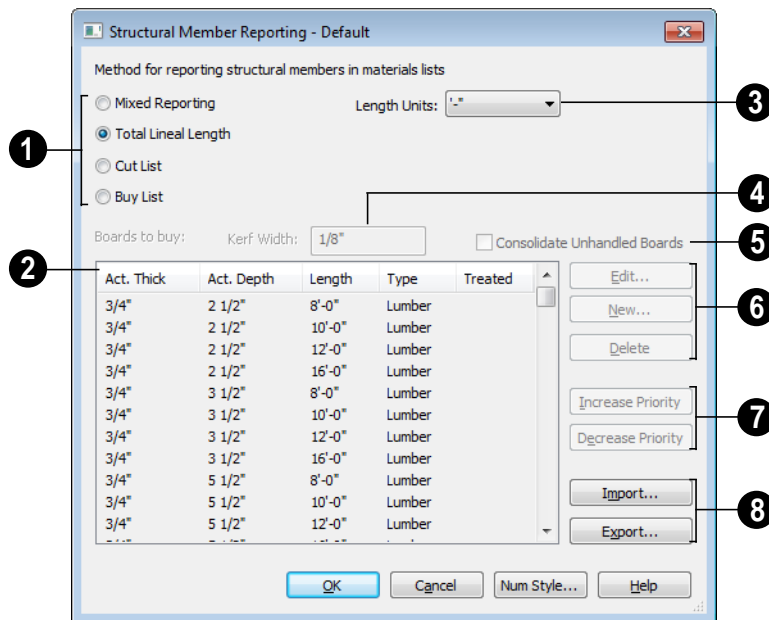 Structural Member Reporting - Default
Method for reporting structural members in materials lists
1
Mixed Reporting
Total Lineal Length
Cut List
Buy List
Length Units: '-"
3
4
Boards to buy: Kerf Width: 1/8"
Consolidate Unhandled Boards
5
2
Act. Thick Act. Depth Length Type Treated
3/4" 2 1/2" 8'-0" Lumber
3/4" 2 1/2" 10'-0" Lumber
3/4" 2 1/2" 12'-0" Lumber
3/4" 2 1/2" 16'-0" Lumber
3/4" 3 1/2" 8'-0" Lumber
3/4" 3 1/2" 10'-0" Lumber
3/4" 3 1/2" 12'-0" Lumber
3/4" 3 1/2" 16'-0" Lumber
3/4" 5 1/2" 8'-0" Lumber
3/4" 5 1/2" 10'-0" Lumber
3/4" 5 1/2" 12'-0" Lumber
Edit...
New...
Delete
6
Increase Priority
Decrease Priority
7
Import...
Export...
8
OK Cancel Num Style... Help